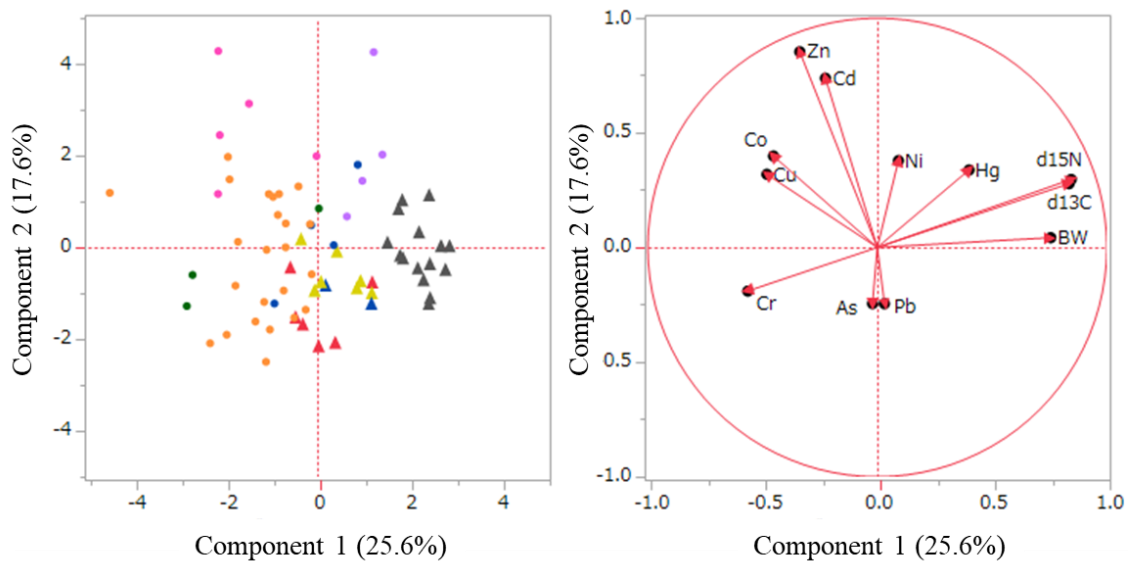 4
2
0
-2
-4
-4
-2
0
2
4
Component 2 (17.6%)
Component 1 (25.6%)
1.0
0.5
0.0
0.5
-1.0
-1.0
-0.5
0.0
0.5
1.0
Component 2 (17.6%)
Component 1 (25.6%)
Zn
Cd
Co
Cu
Ni
Hg
d15N
d13C
BW
Cr
As
Pb